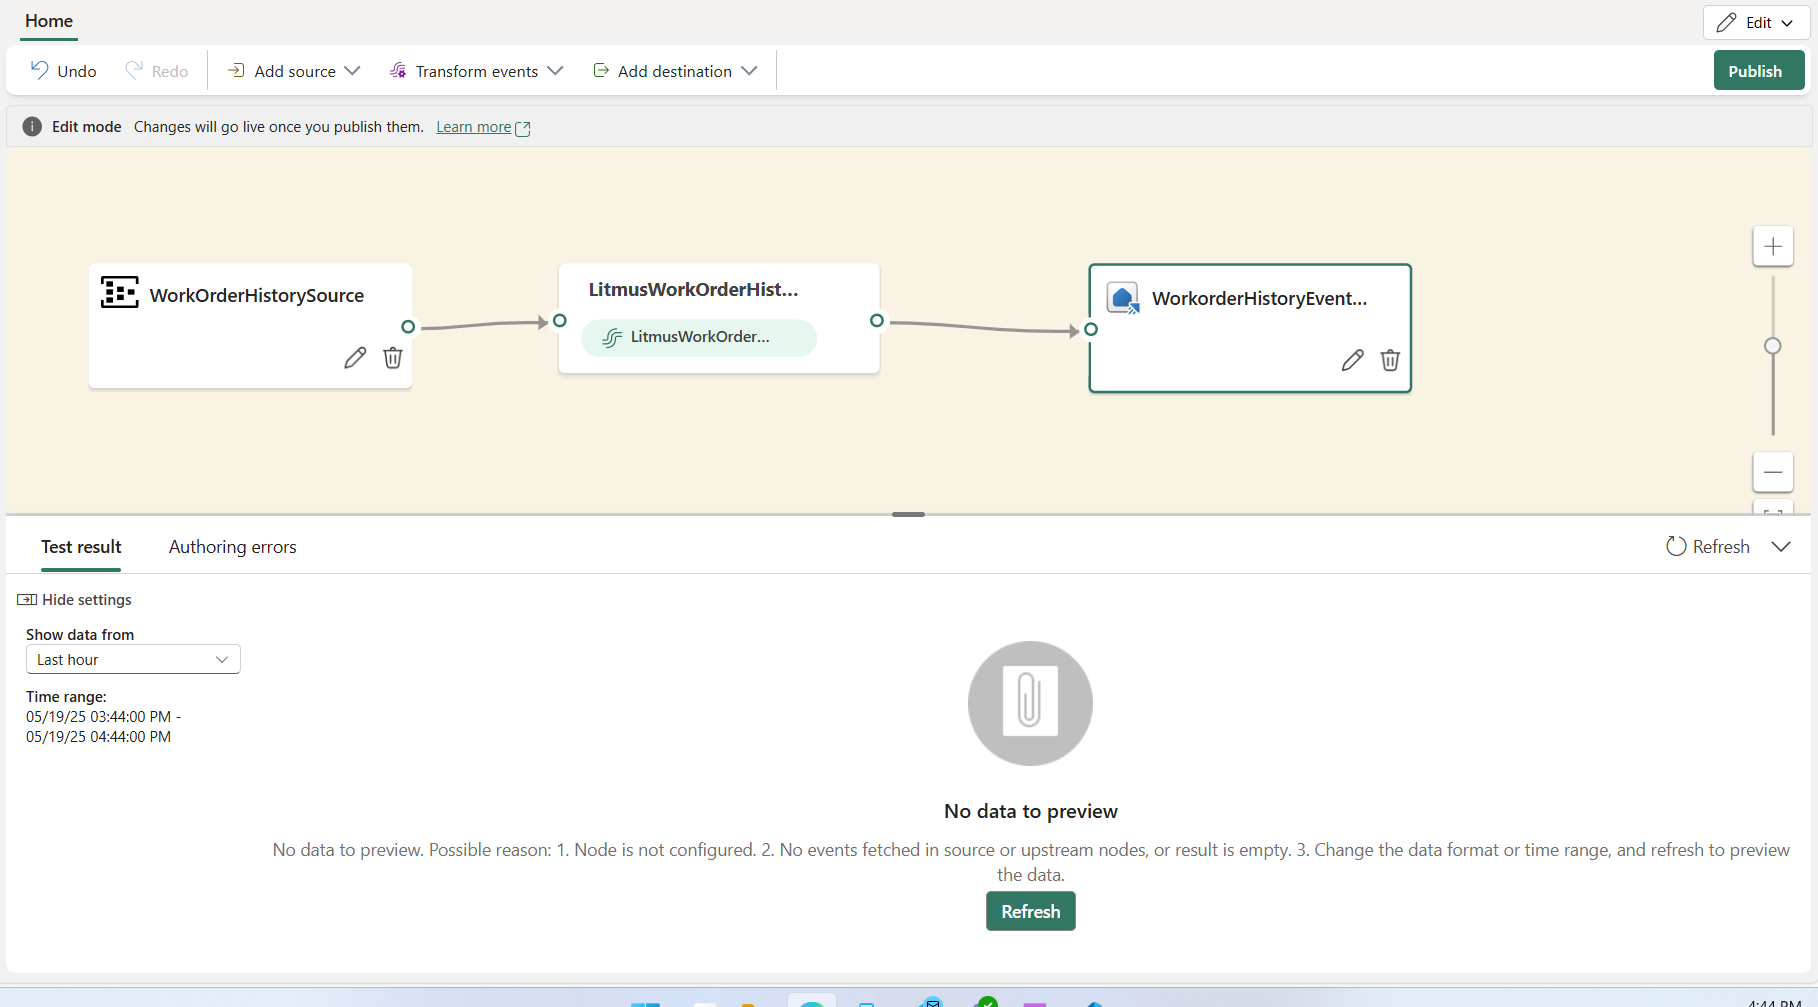 Home
Edit
Undo
Redo
Add source
Transform events
Add destination
Publish
Edit mode Changes will go live once you publish them. Learn more
WorkOrderHistorySource
LitmusWorkOrderHist...
LitmusWorkOrder...
WorkorderHistoryEvent...
Test result
Authoring errors
Refresh
Hide settings
Show data from
Last hour
Time range:
05/19/25 03:44:00 PM -
05/19/25 04:44:00 PM
No data to preview
No data to preview. Possible reason: 1. Node is not configured. 2. No events fetched in source or upstream nodes, or result is empty. 3. Change the data format or time range, and refresh to preview
the data.
Refresh
4:44 PM